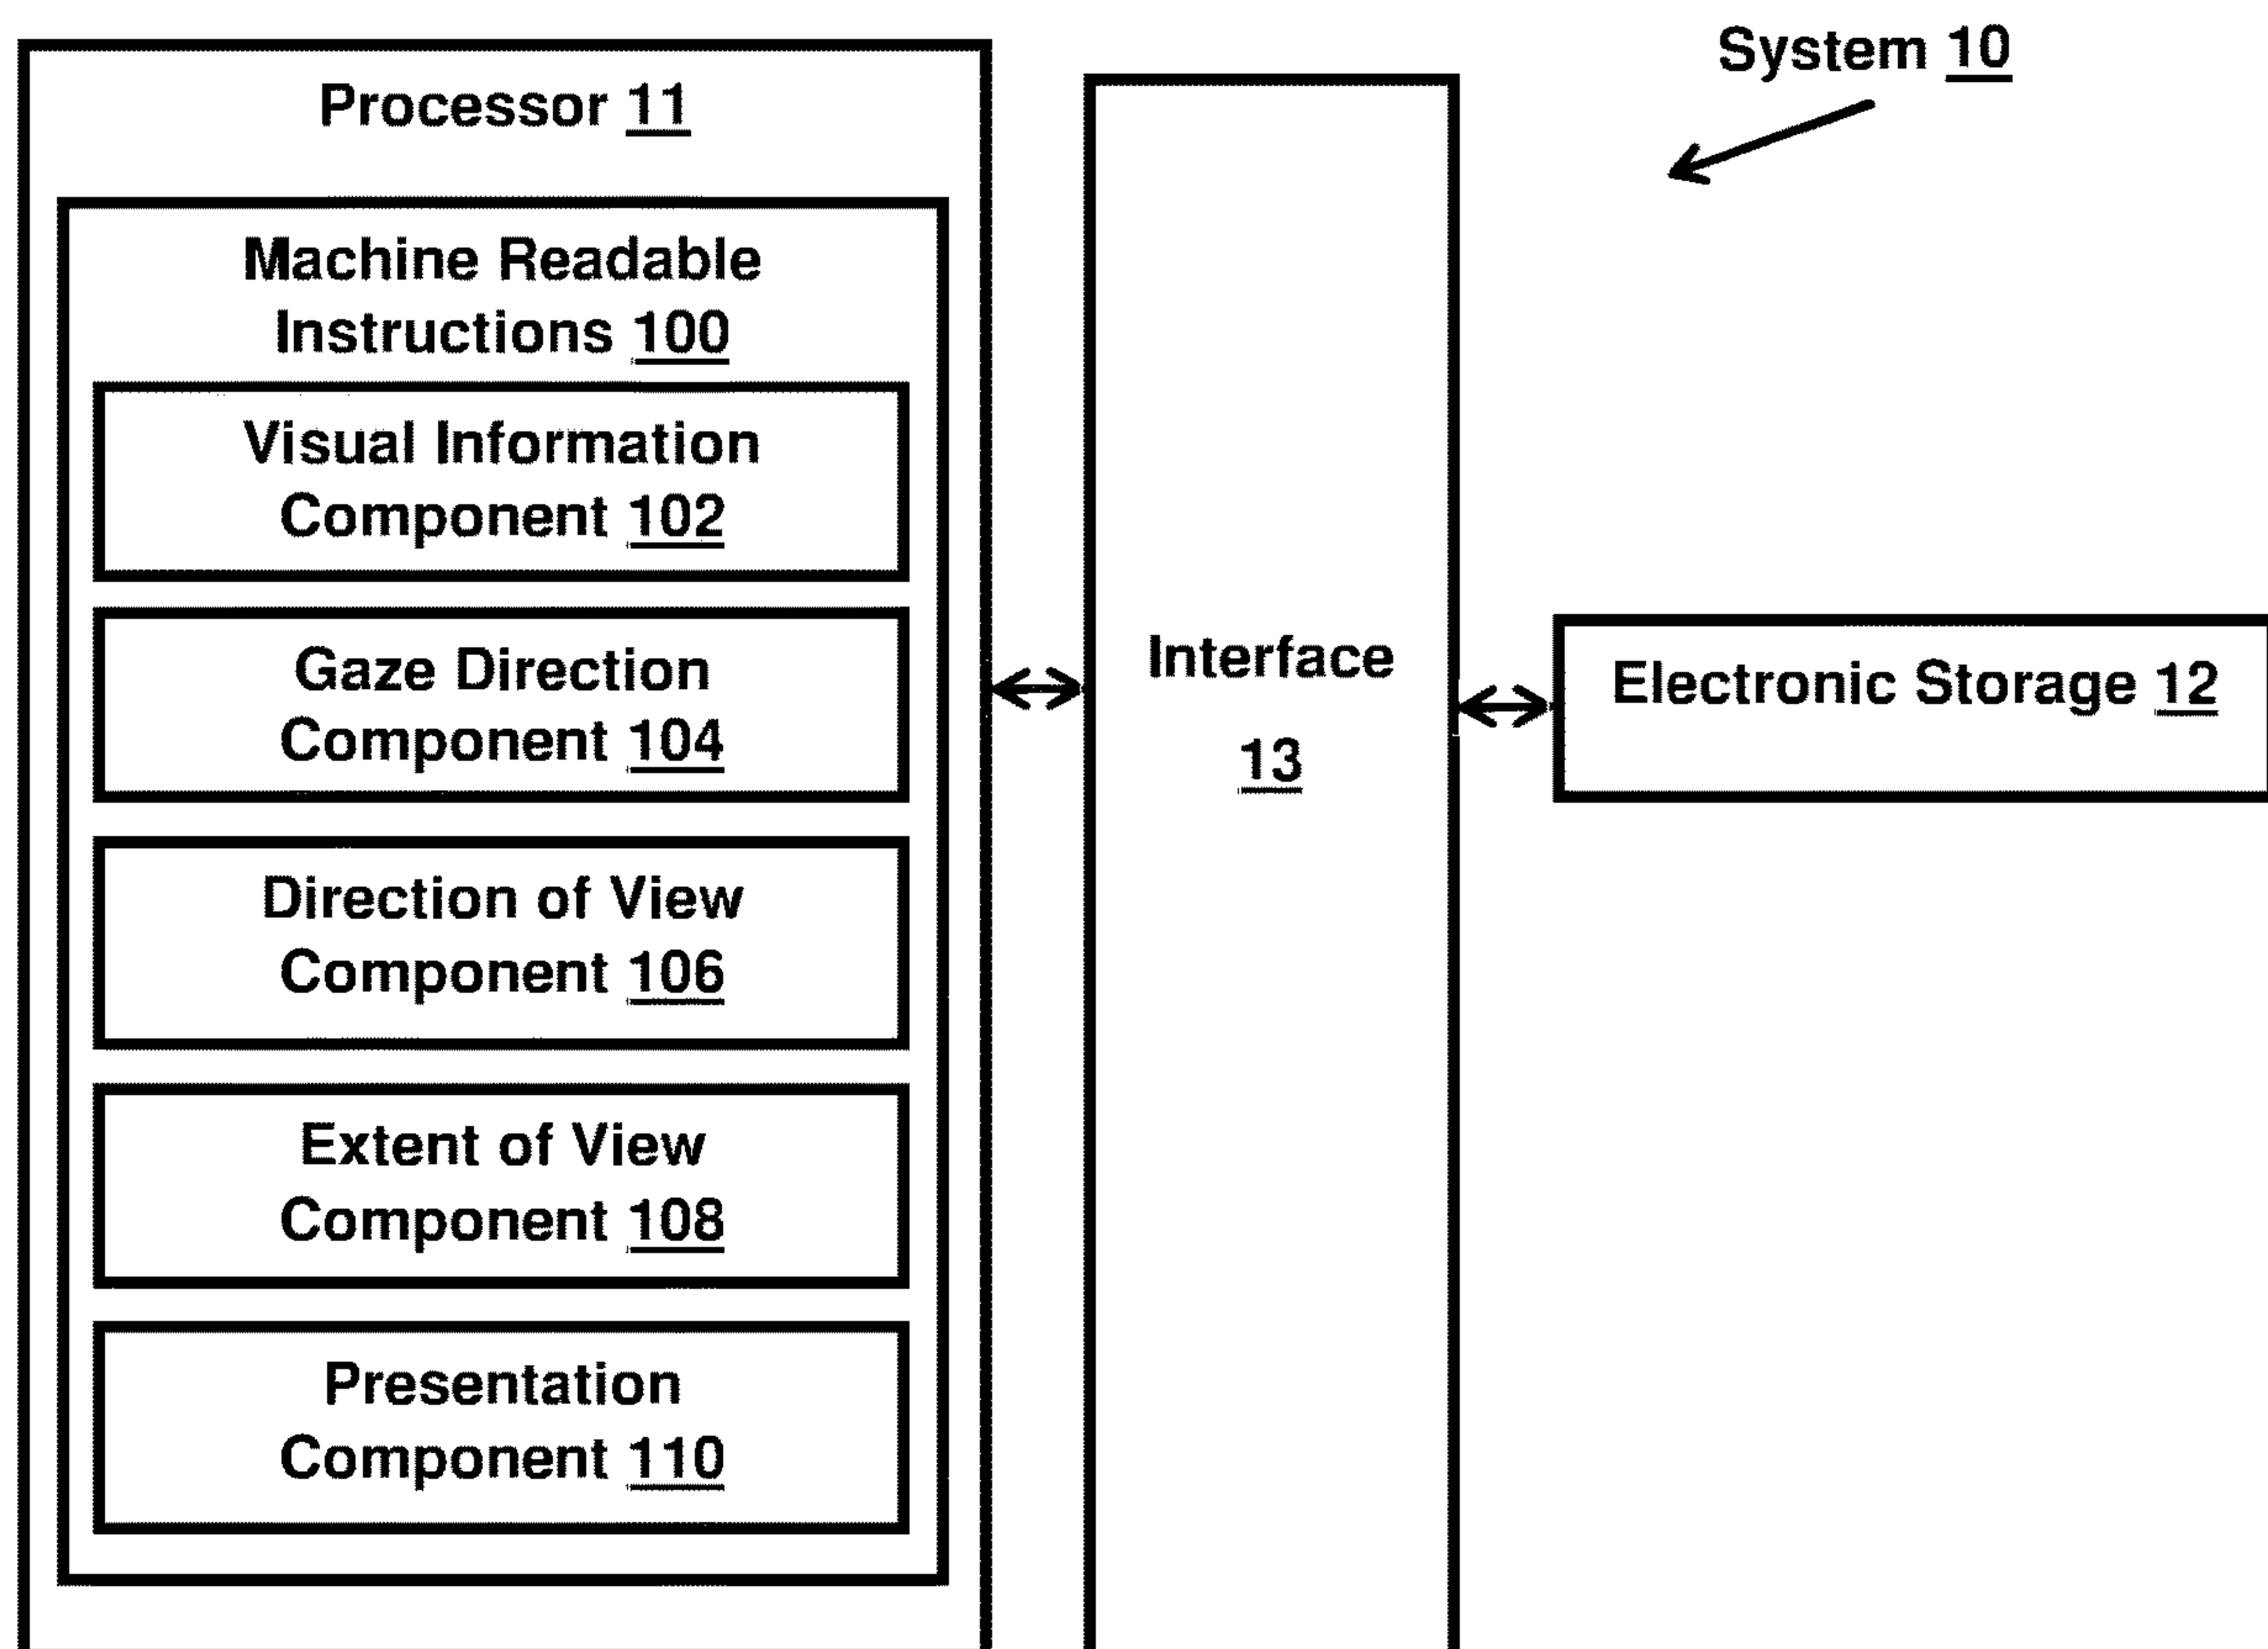 System 10
Processor 11
Machine Readable
Instructions 100
Visual Information
Component 102
Gaze Direction
Component 104
Direction of View
Component 106
Extent of View
Component 108
Presentation
Component 110
Interface
13
Electronic Storage 12